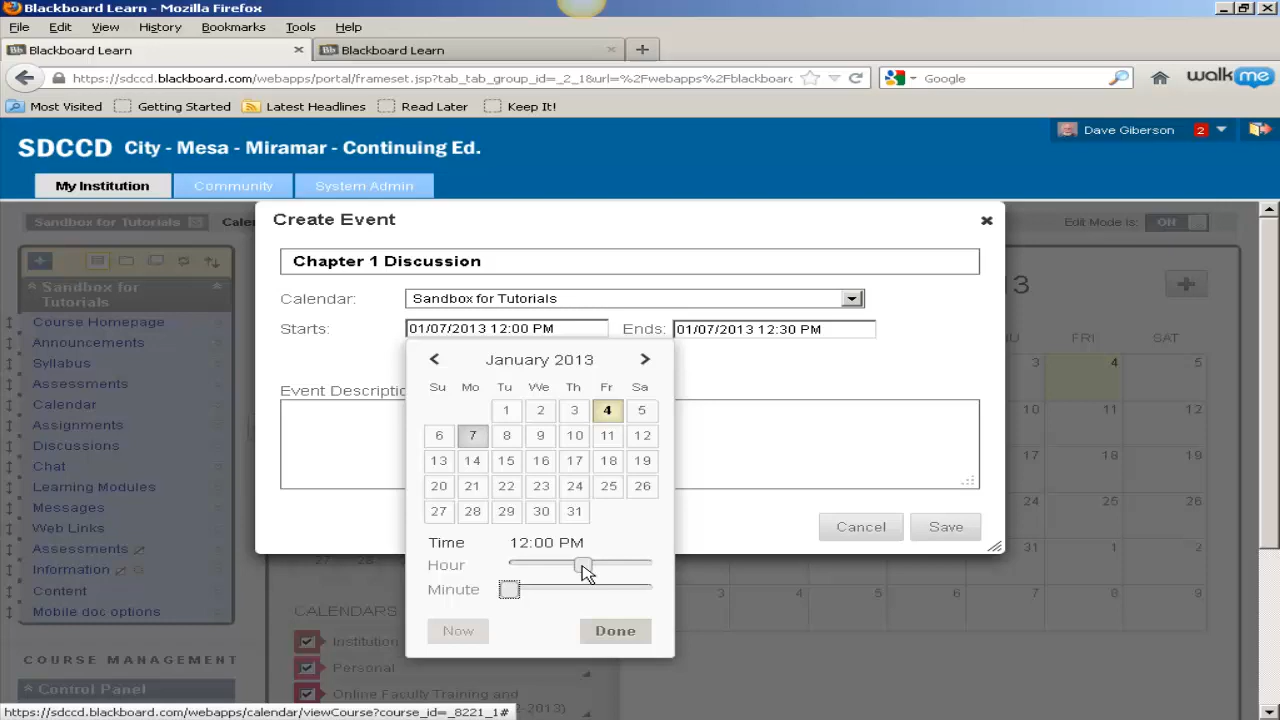 Blackboard Learn - Mozilla Firefox
File Edit View History Bookmarks Tools Help
Blackboard Learn × Blackboard Learn × +
https://sdccd.blackboard.com/webapps/portal/frameset.jsp?tab_tab_group_id=_2_1&url=%2Fwebapps%2Fblackboarc Google walkme
Most Visited Getting Started Latest Headlines Read Later Keep It!
Dave Giberson 2
SDCCD City - Mesa - Miramar - Continuing Ed.
My Institution Community System Admin
Create Event
Sandbox for Tutorials Cale Edit Mode is: ON
Chapter 1 Discussion
13
Sandbox for
Tutorials
Calendar: Sandbox for Tutorials
Course Homepage
Starts: 01/07/2013 12:00 PM Ends: 01/07/2013 12:30 PM
HU FRI SAT
Announcements
January 2013
Syllabus
3 4 5
Assessments
Su Mo Tu We Th Fr Sa
Event Descripti
Calendar
1 2 3 4 5
10 11 12
Assignments
6 7 8 9 10 11 12
Discussions
13 14 15 16 17 18 19
17 18 19
Chat
Learning Modules
20 21 22 23 24 25 26
24 25 26
Messages
27 28 29 30 31
Web Links
Cancel Save
Time 12:00 PM
Assessments
31 1 2
Hour
Information
Minute
Content
3 4 5 6 7 8 9
Mobile doc options
CALENDARS
Now Done
Institution
COURSE MANAGEMENT
Personal
Control Panel
Online Faculty Training and
2-2013)
https://sdccd.blackboard.com/webapps/calendar/viewCourse?course_id=_8221_1#